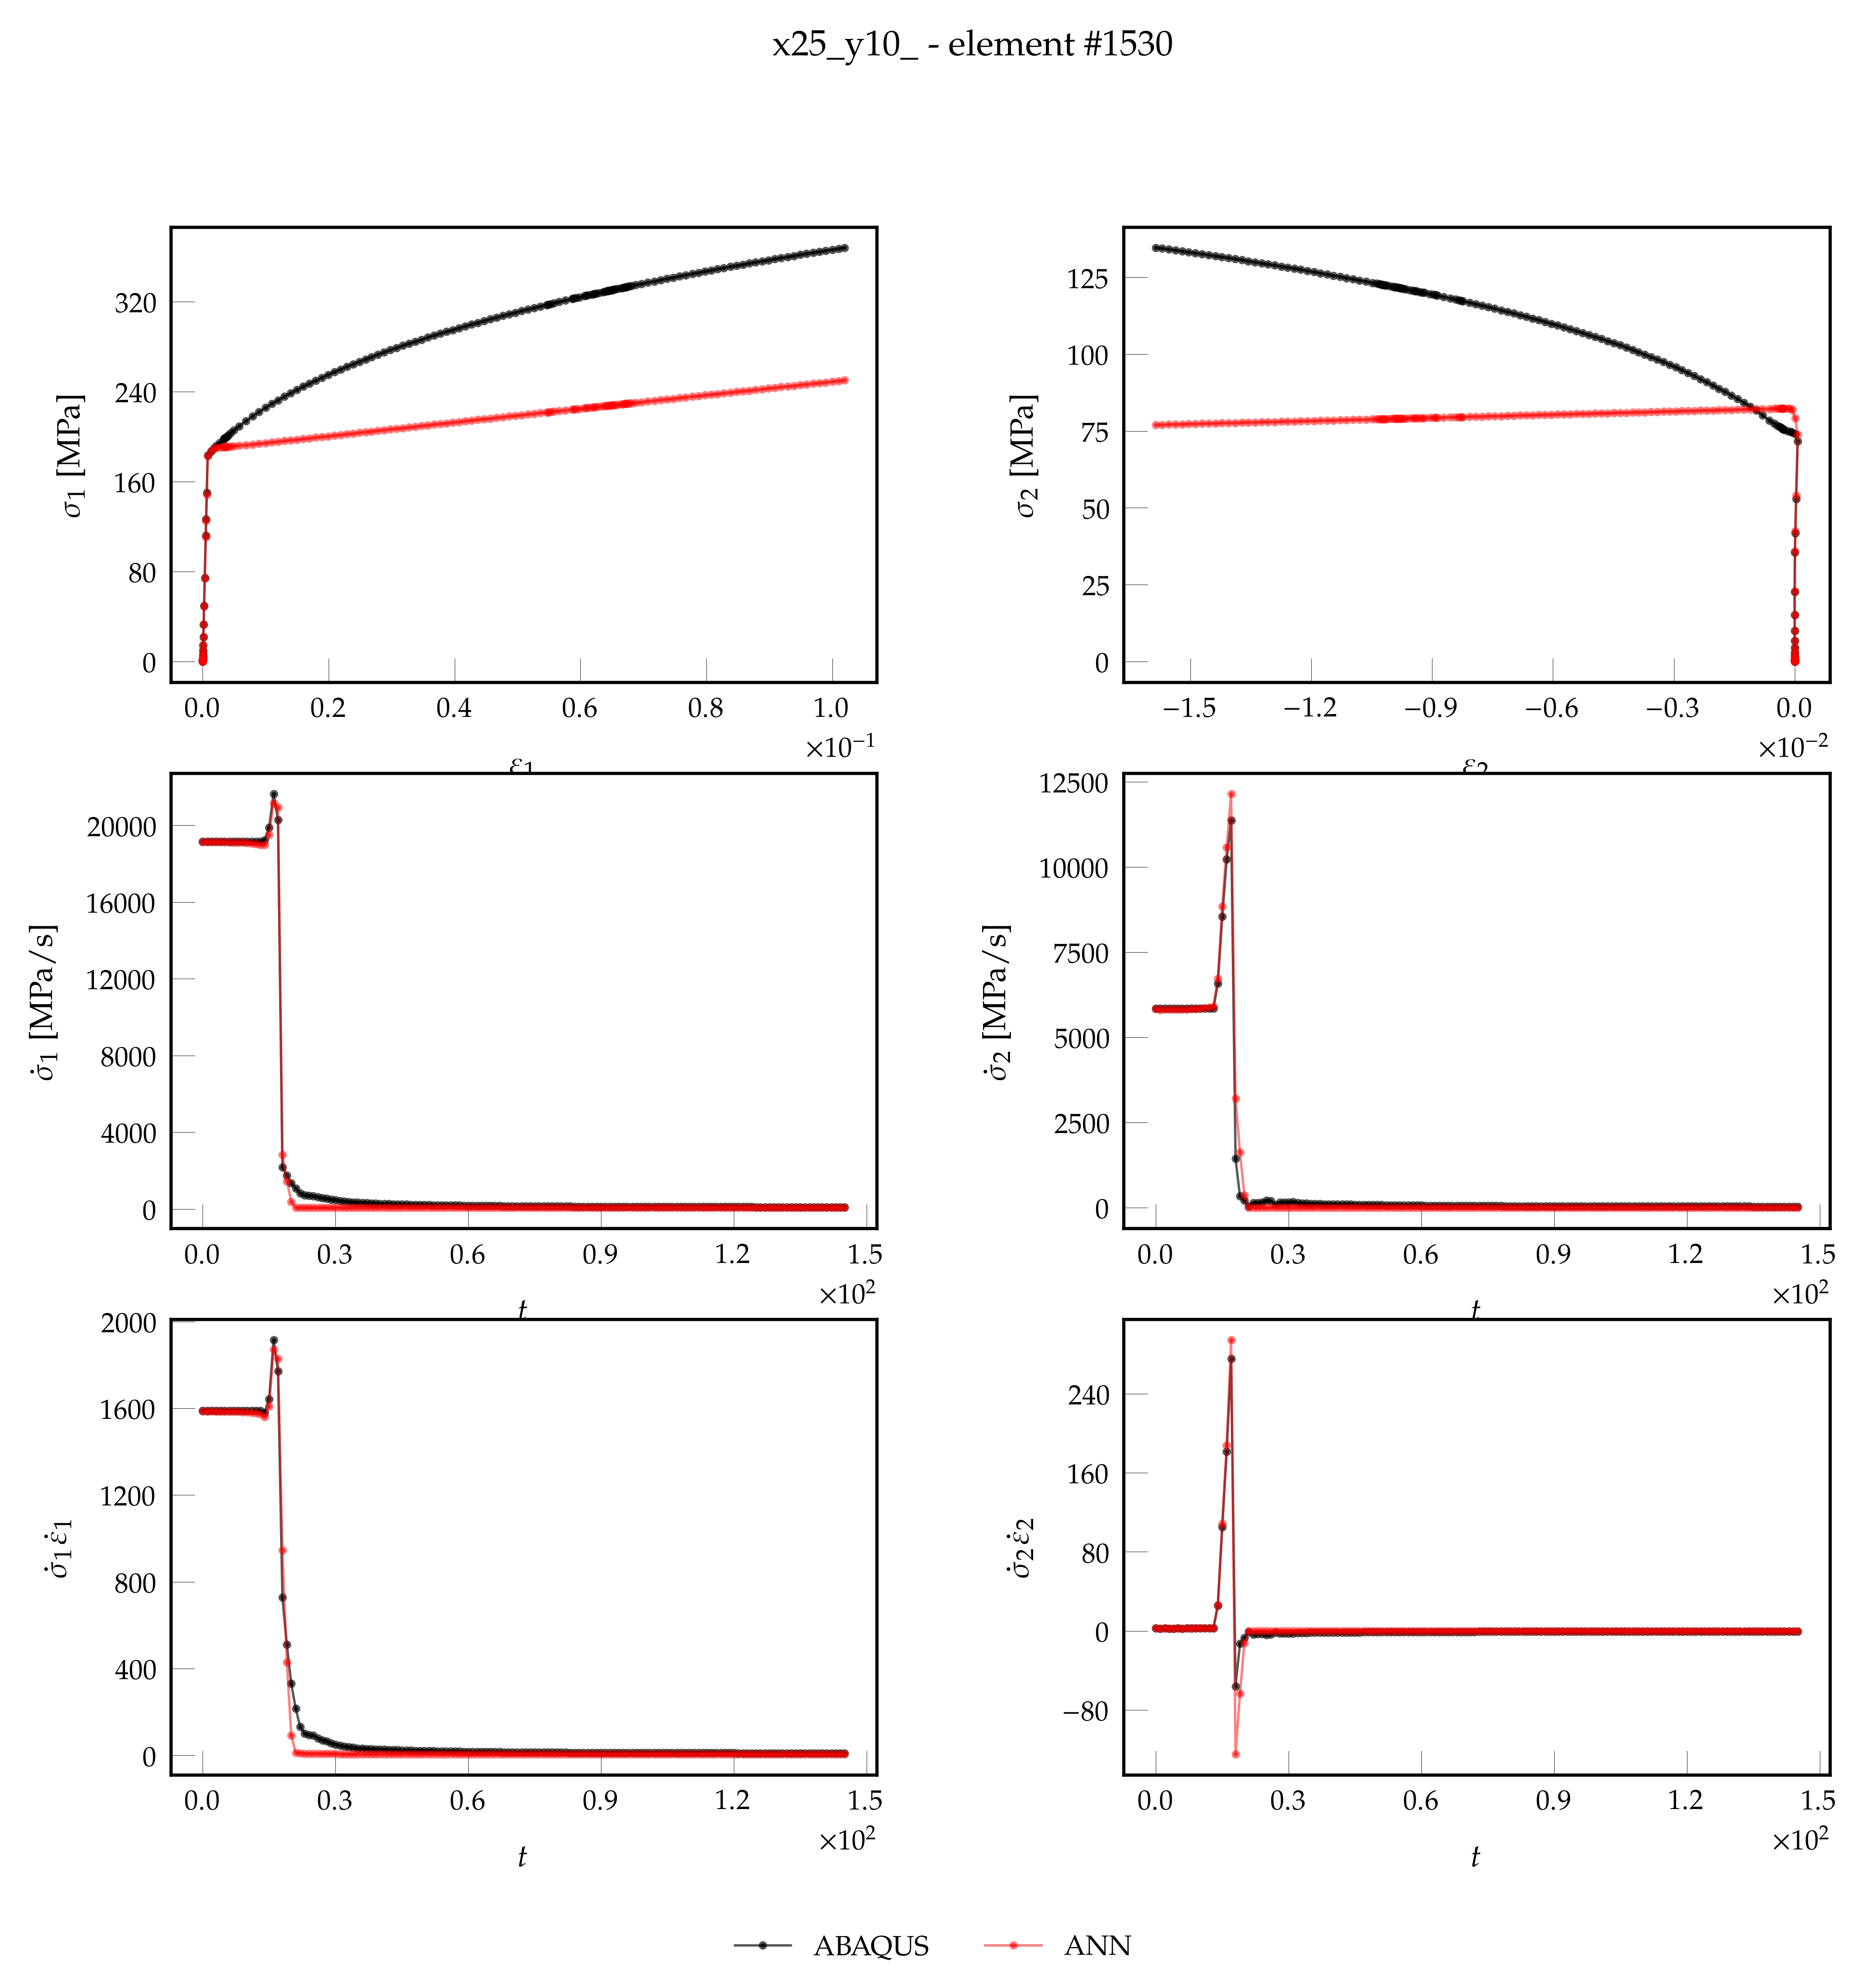 x25_y10_ - element #1530
σ₁ [MPa]
320
240
160
80
0
0.0 0.2 0.4 0.6 0.8 1.0
×10⁻¹
ε₁
σ₂ [MPa]
125
100
75
50
25
0
−1.5 −1.2 −0.9 −0.6 −0.3 0.0
×10⁻²
ε₂
σ̇₁ [MPa/s]
20000
16000
12000
8000
4000
0
0.0 0.3 0.6 0.9 1.2 1.5
×10²
t
σ̇₂ [MPa/s]
12500
10000
7500
5000
2500
0
0.0 0.3 0.6 0.9 1.2 1.5
×10²
t
σ̇₁ε̇₁
2000
1600
1200
800
400
0
0.0 0.3 0.6 0.9 1.2 1.5
×10²
t
σ̇₂ε̇₂
240
160
80
0
−80
0.0 0.3 0.6 0.9 1.2 1.5
×10²
t
ABAQUS ANN